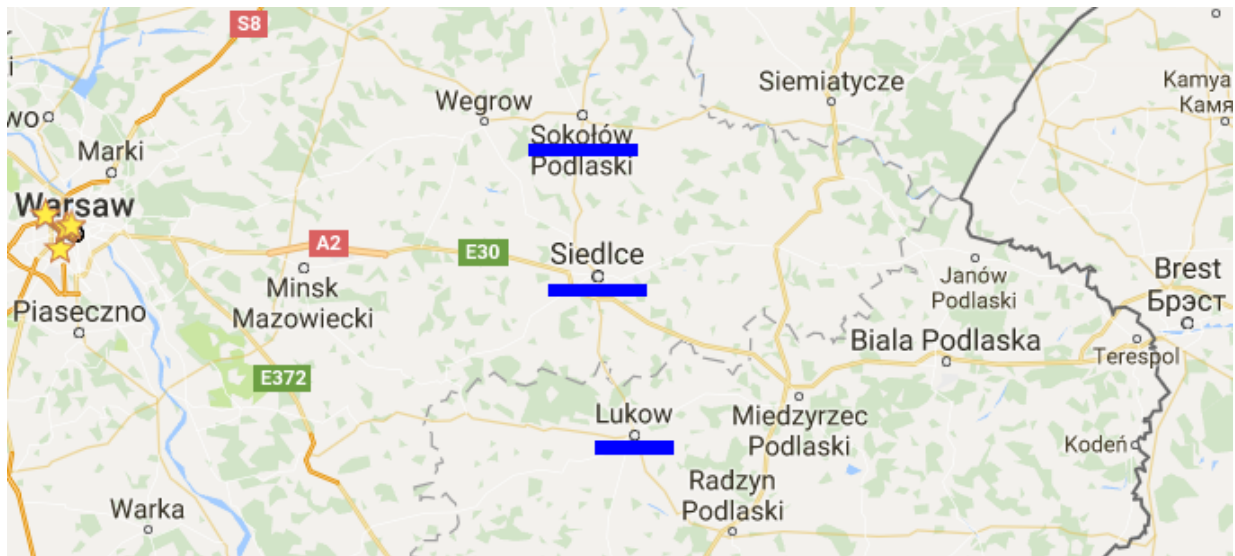 S8
Siemiatycze
Kamya
Камя
Wegrow
wo
Sokołów
Podlaski
Marki
Warsaw
A2
E30
Siedlce
Janów
Podlaski
Brest
Брэст
Minsk
Mazowiecki
Piaseczno
Biala Podlaska
Terespol
E372
Lukow
Miedzyrzec
Podlaski
Kodeń
Radzyn
Podlaski
Warka